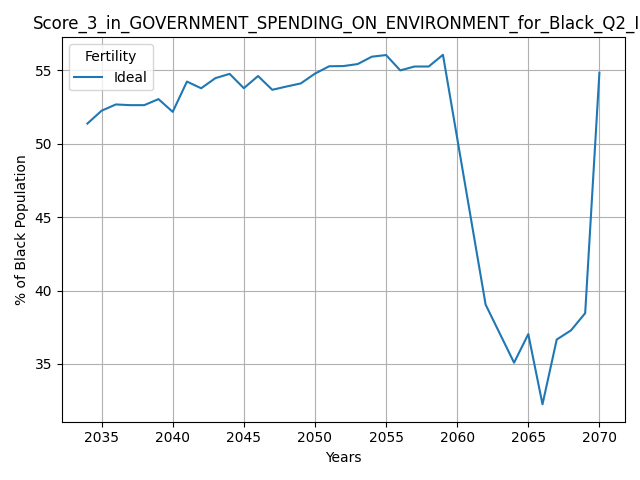 Score_3_in_GOVERNMENT_SPENDING_ON_ENVIRONMENT_for_Black_Q2_I
Fertility
Ideal
55
50
45
40
35
% of Black Population
2035 2040 2045 2050 2055 2060 2065 2070
Years